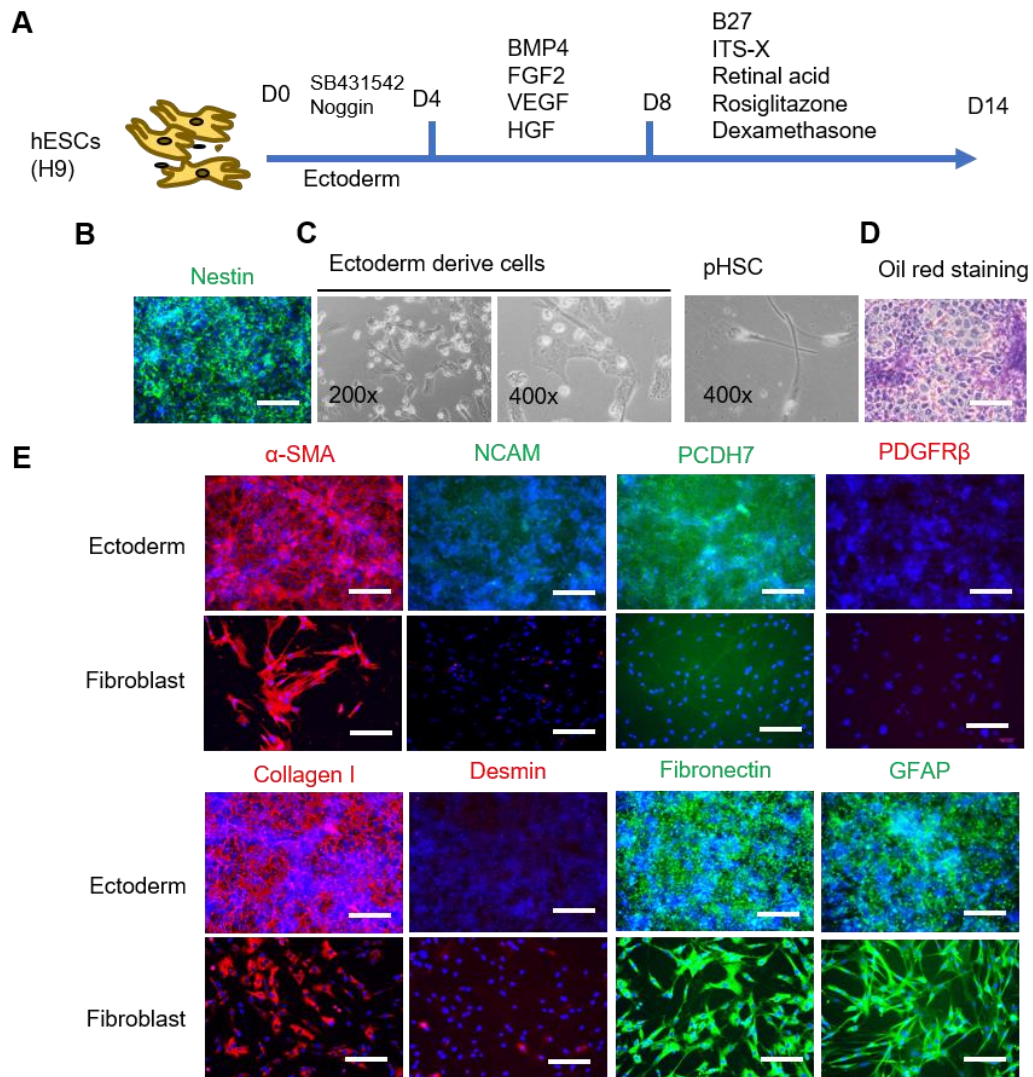 A
hESCs
(H9)
D0
SB431542
Noggin
D4
BMP4
FGF2
VEGF
HGF
D8
B27
ITS-X
Retinal acid
Rosiglitazone
Dexamethasone
D14
Ectoderm
B
Nestin
C
Ectoderm derive cells
200x
400x
pHSC
400x
D
Oil red staining
E
α-SMA
NCAM
PCDH7
PDGFRβ
Ectoderm
Fibroblast
Collagen I
Desmin
Fibronectin
GFAP
Ectoderm
Fibroblast